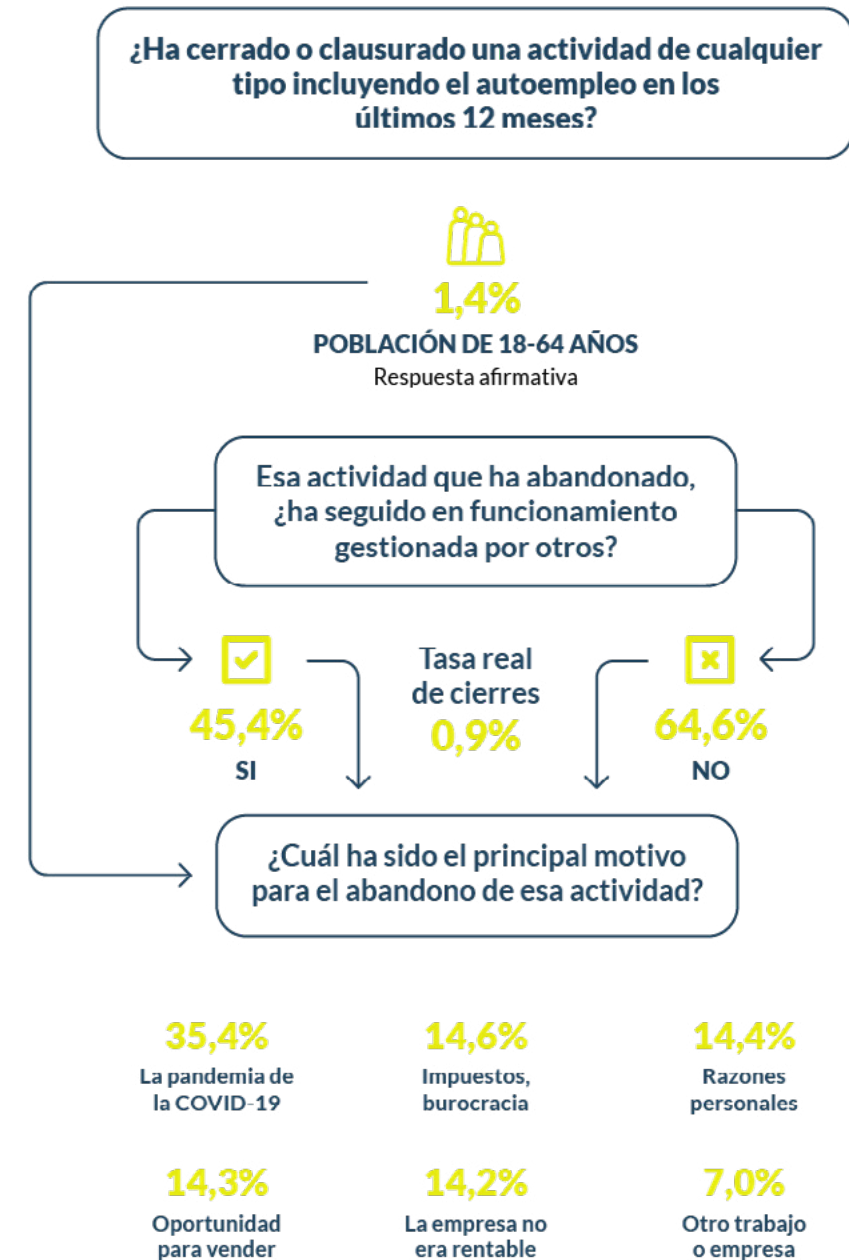 ¿Ha cerrado o clausurado una actividad de cualquier
tipo incluyendo el autoempleo en los
últimos 12 meses?
1,4%
POBLACIÓN DE 18-64 AÑOS
Respuesta afirmativa
Esa actividad que ha abandonado,
¿ha seguido en funcionamiento
gestionada por otros?
45,4%
SI
Tasa real
de cierres
0,9%
64,6%
NO
¿Cuál ha sido el principal motivo
para el abandono de esa actividad?
35,4%
La pandemia de
la COVID-19
14,6%
Impuestos,
burocracia
14,4%
Razones
personales
14,3%
Oportunidad
para vender
14,2%
La empresa no
era rentable
7,0%
Otro trabajo
o empresa